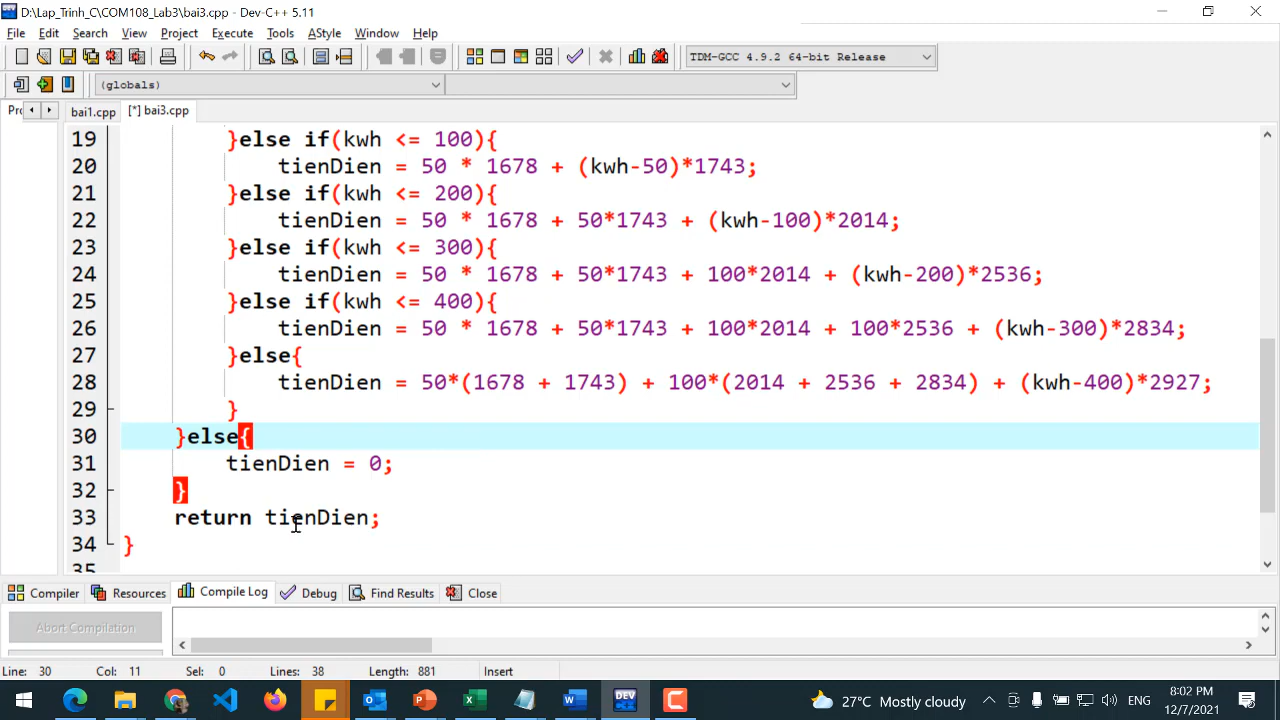 D:\Lap_Trinh_C\COM108_Lab3\bai3.cpp - Dev-C++ 5.11
File Edit Search View Project Execute Tools AStyle Window Help
TDM-GCC 4.9.2 64-bit Release
(globals)
bai1.cpp [*] bai3.cpp
19 }else if(kwh <= 100){
20 tienDien = 50 * 1678 + (kwh-50)*1743;
21 }else if(kwh <= 200){
22 tienDien = 50 * 1678 + 50*1743 + (kwh-100)*2014;
23 }else if(kwh <= 300){
24 tienDien = 50 * 1678 + 50*1743 + 100*2014 + (kwh-200)*2536;
25 }else if(kwh <= 400){
26 tienDien = 50 * 1678 + 50*1743 + 100*2014 + 100*2536 + (kwh-300)*2834;
27 }else{
28 tienDien = 50*(1678 + 1743) + 100*(2014 + 2536 + 2834) + (kwh-400)*2927;
29 }
30 }else{
31 tienDien = 0;
32 }
33 return tienDien;
34 }
35
Compiler Resources Compile Log Debug Find Results Close
Abort Compilation
Line: 30 Col: 11 Sel: 0 Lines: 38 Length: 881 Insert
27°C Mostly cloudy ENG 8:02 PM
12/7/2021